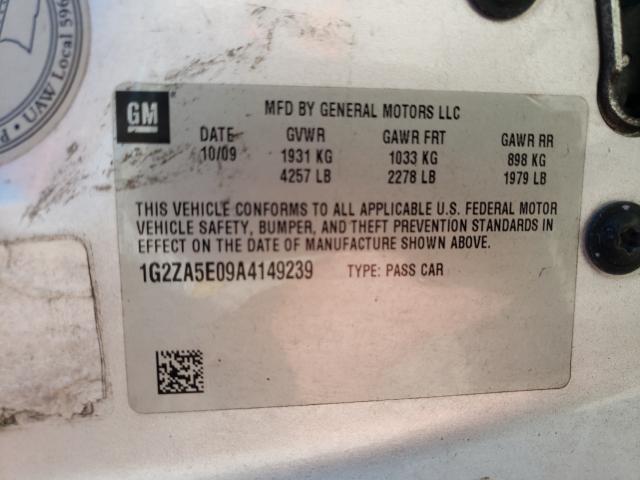 UAW Local 596
GM
MFD BY GENERAL MOTORS LLC
DATE GVWR GAWR FRT GAWR RR
10/09 1931 KG 1033 KG 898 KG
4257 LB 2278 LB 1979 LB
THIS VEHICLE CONFORMS TO ALL APPLICABLE U.S. FEDERAL MOTOR
VEHICLE SAFETY, BUMPER, AND THEFT PREVENTION STANDARDS IN
EFFECT ON THE DATE OF MANUFACTURE SHOWN ABOVE.
1G2ZA5E09A4149239 TYPE: PASS CAR